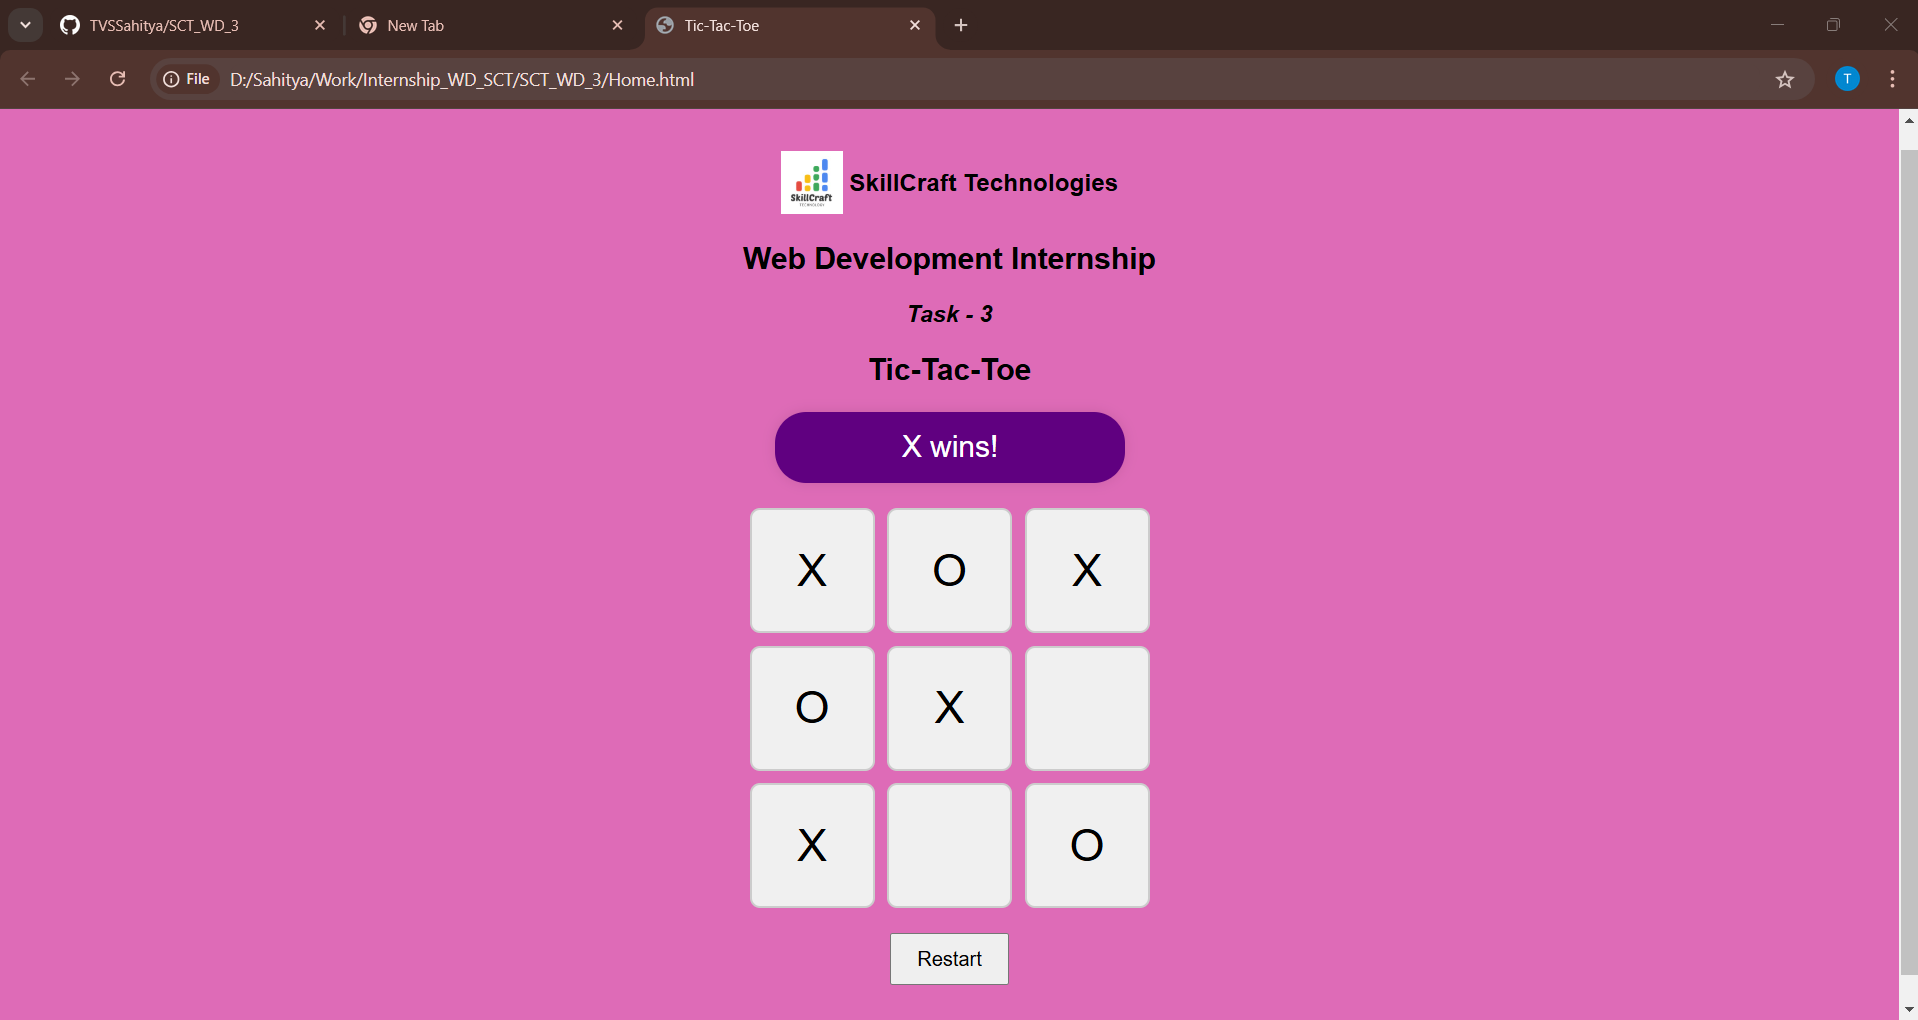 TVSSahitya/SCT_WD_3
New Tab
Tic-Tac-Toe
File
D:/Sahitya/Work/Internship_WD_SCT/SCT_WD_3/Home.html
T
SkillCraft
TECHNOLOGY
SkillCraft Technologies
Web Development Internship
Task - 3
Tic-Tac-Toe
X wins!
X O X
O X
X O
Restart